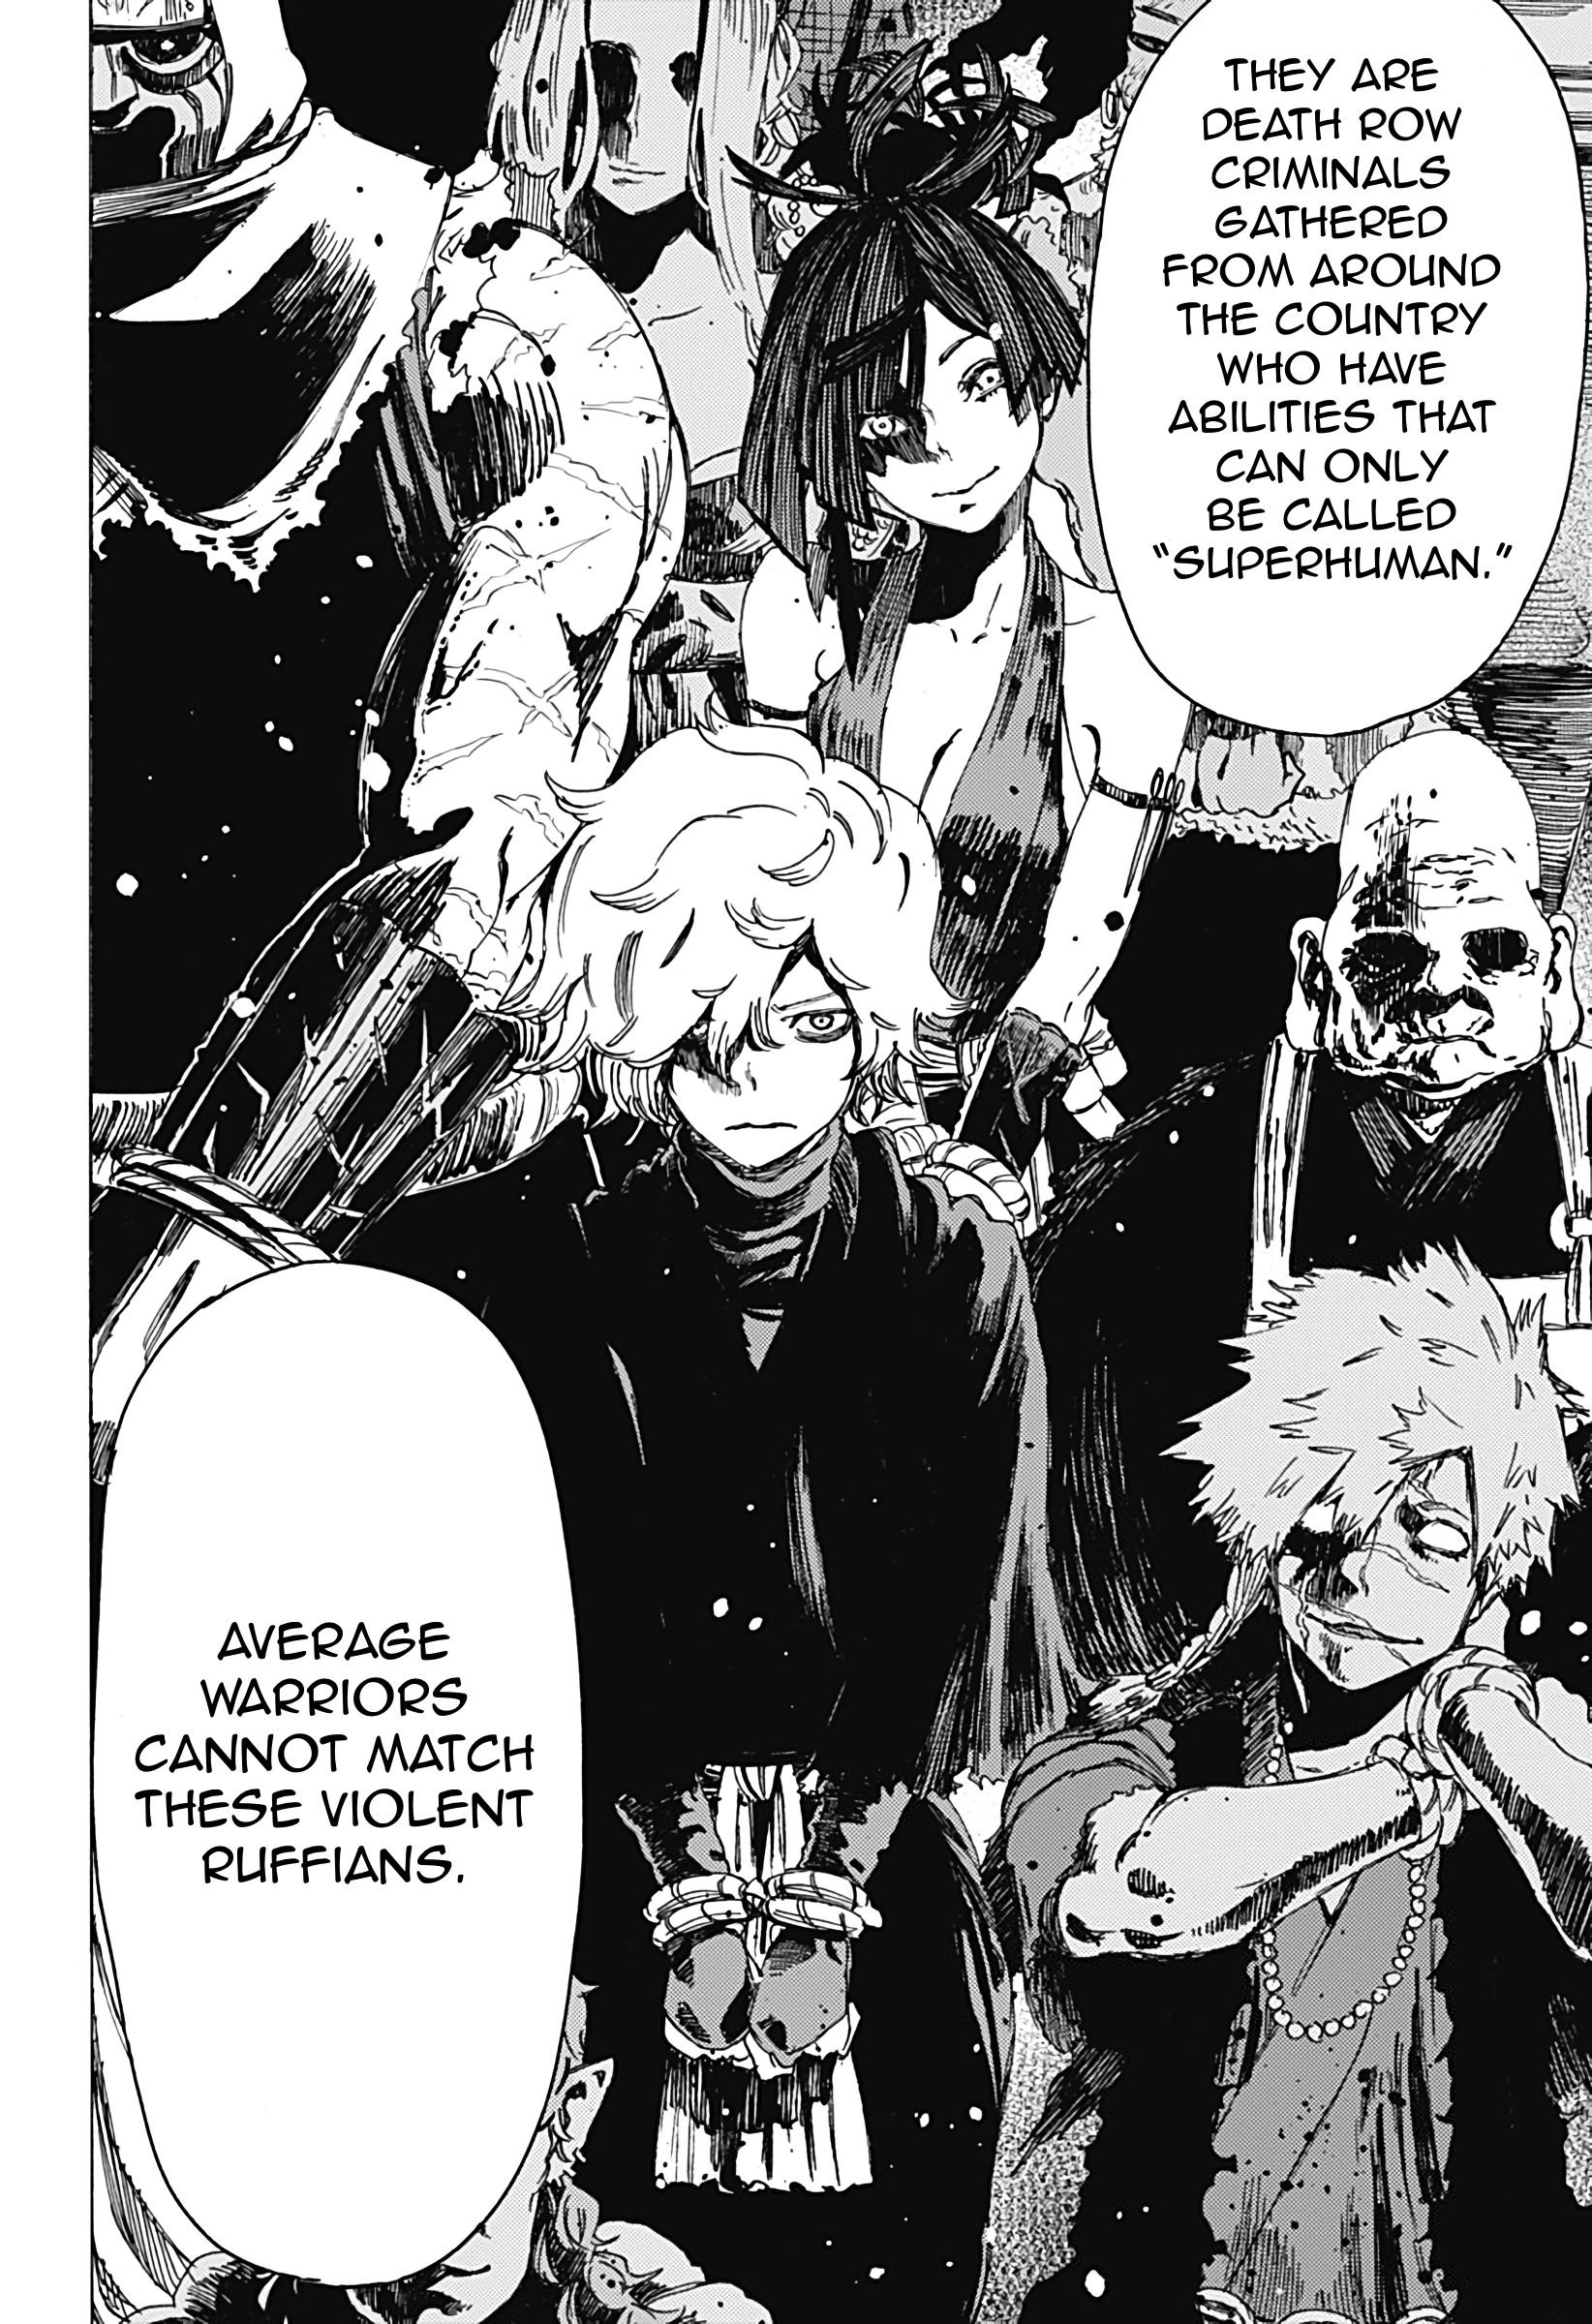 THEY ARE
DEATH ROW
CRIMINALS
GATHERED
FROM AROUND
THE COUNTRY
WHO HAVE
ABILITIES THAT
CAN ONLY
BE CALLED
"SUPERHUMAN."
AVERAGE
WARRIORS
CANNOT MATCH
THESE VIOLENT
RUFFIANS.